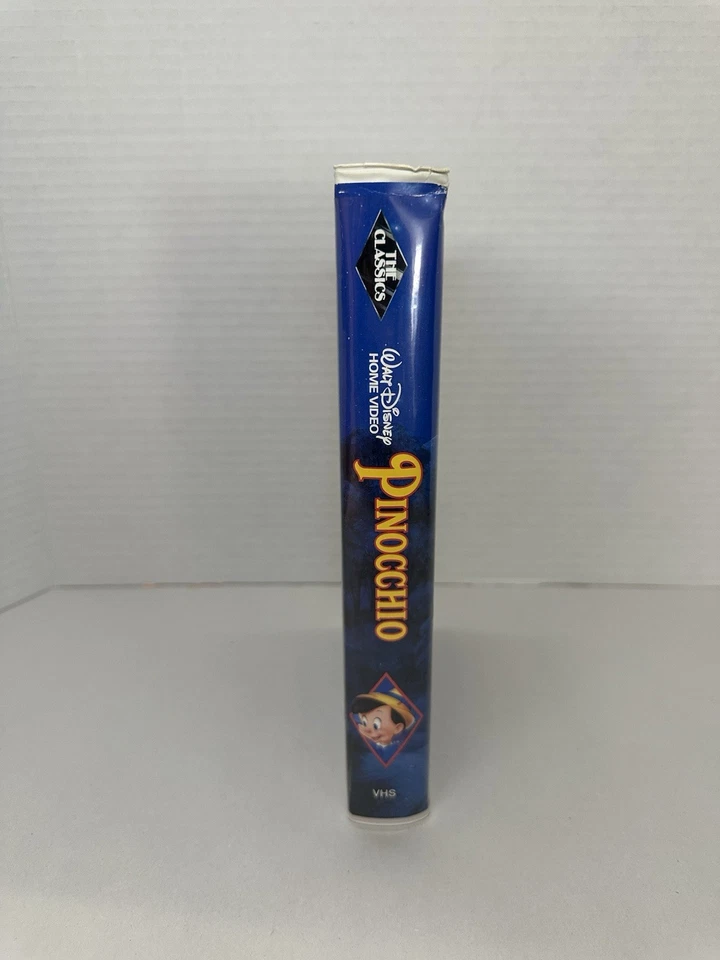 THE
CLASSICS
WALT DISNEY
HOME VIDEO
PINOCCHIO
VHS